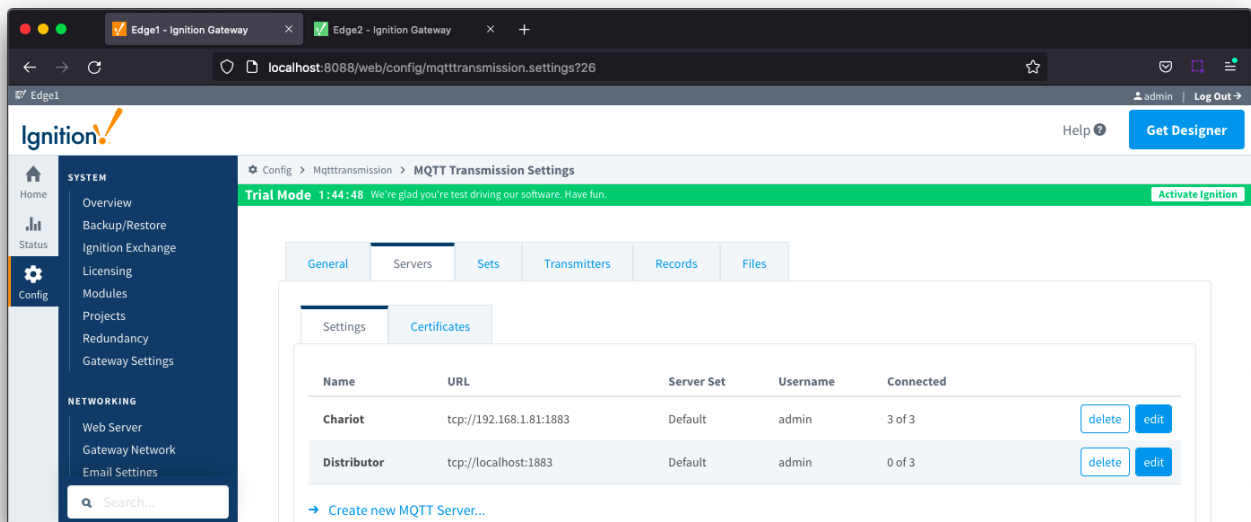 Edge1 - Ignition Gateway
Edge2 - Ignition Gateway
localhost:8088/web/config/mqtttransmission.settings?26
Edge1
admin | Log Out
Ignition!
Help
Get Designer
Home
Status
Config
SYSTEM
Overview
Backup/Restore
Ignition Exchange
Licensing
Modules
Projects
Redundancy
Gateway Settings
NETWORKING
Web Server
Gateway Network
Email Settings
Search...
Config > Mqtttransmission > MQTT Transmission Settings
Trial Mode 1:44:48 We're glad you're test driving our software. Have fun.
Activate Ignition
General Servers Sets Transmitters Records Files
Settings Certificates
Name URL Server Set Username Connected
Chariot tcp://192.168.1.81:1883 Default admin 3 of 3 delete edit
Distributor tcp://localhost:1883 Default admin 0 of 3 delete edit
Create new MQTT Server...